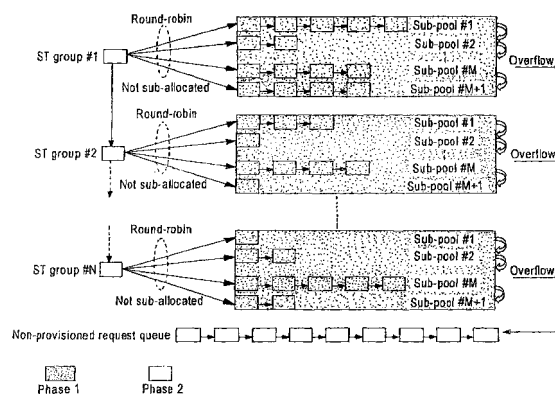 Round-robin
Sub-pool #1
Sub-pool #2
ST group #1
Sub-pool #M
Overflow
Not sub-allocated
Sub-pool #M+1
Round-robin
Sub-pool #1
Sub-pool #2
ST group #2
Sub-pool #M
Overflow
Not sub-allocated
Sub-pool #M+1
Round-robin
Sub-pool #1
Sub-pool #2
ST group #N
Sub-pool #M
Overflow
Not sub-allocated
Sub-pool #M+1
Non-provisioned request queue
Phase 1
Phase 2